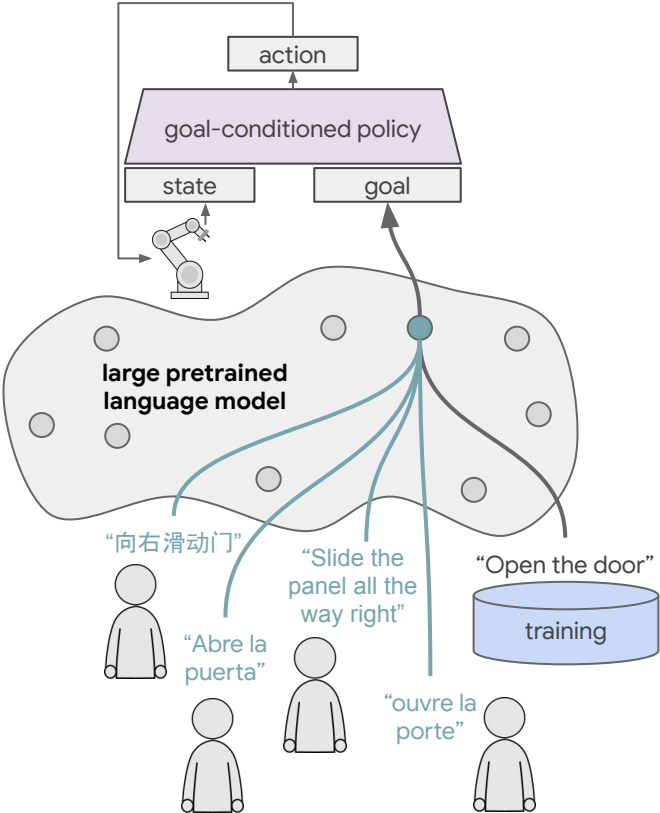 action
goal-conditioned policy
state
goal
large pretrained
language model
“向右滑动门”
“Slide the
panel all the
way right”
“Open the door”
training
“Abre la
puerta”
“ouvre la
porte”